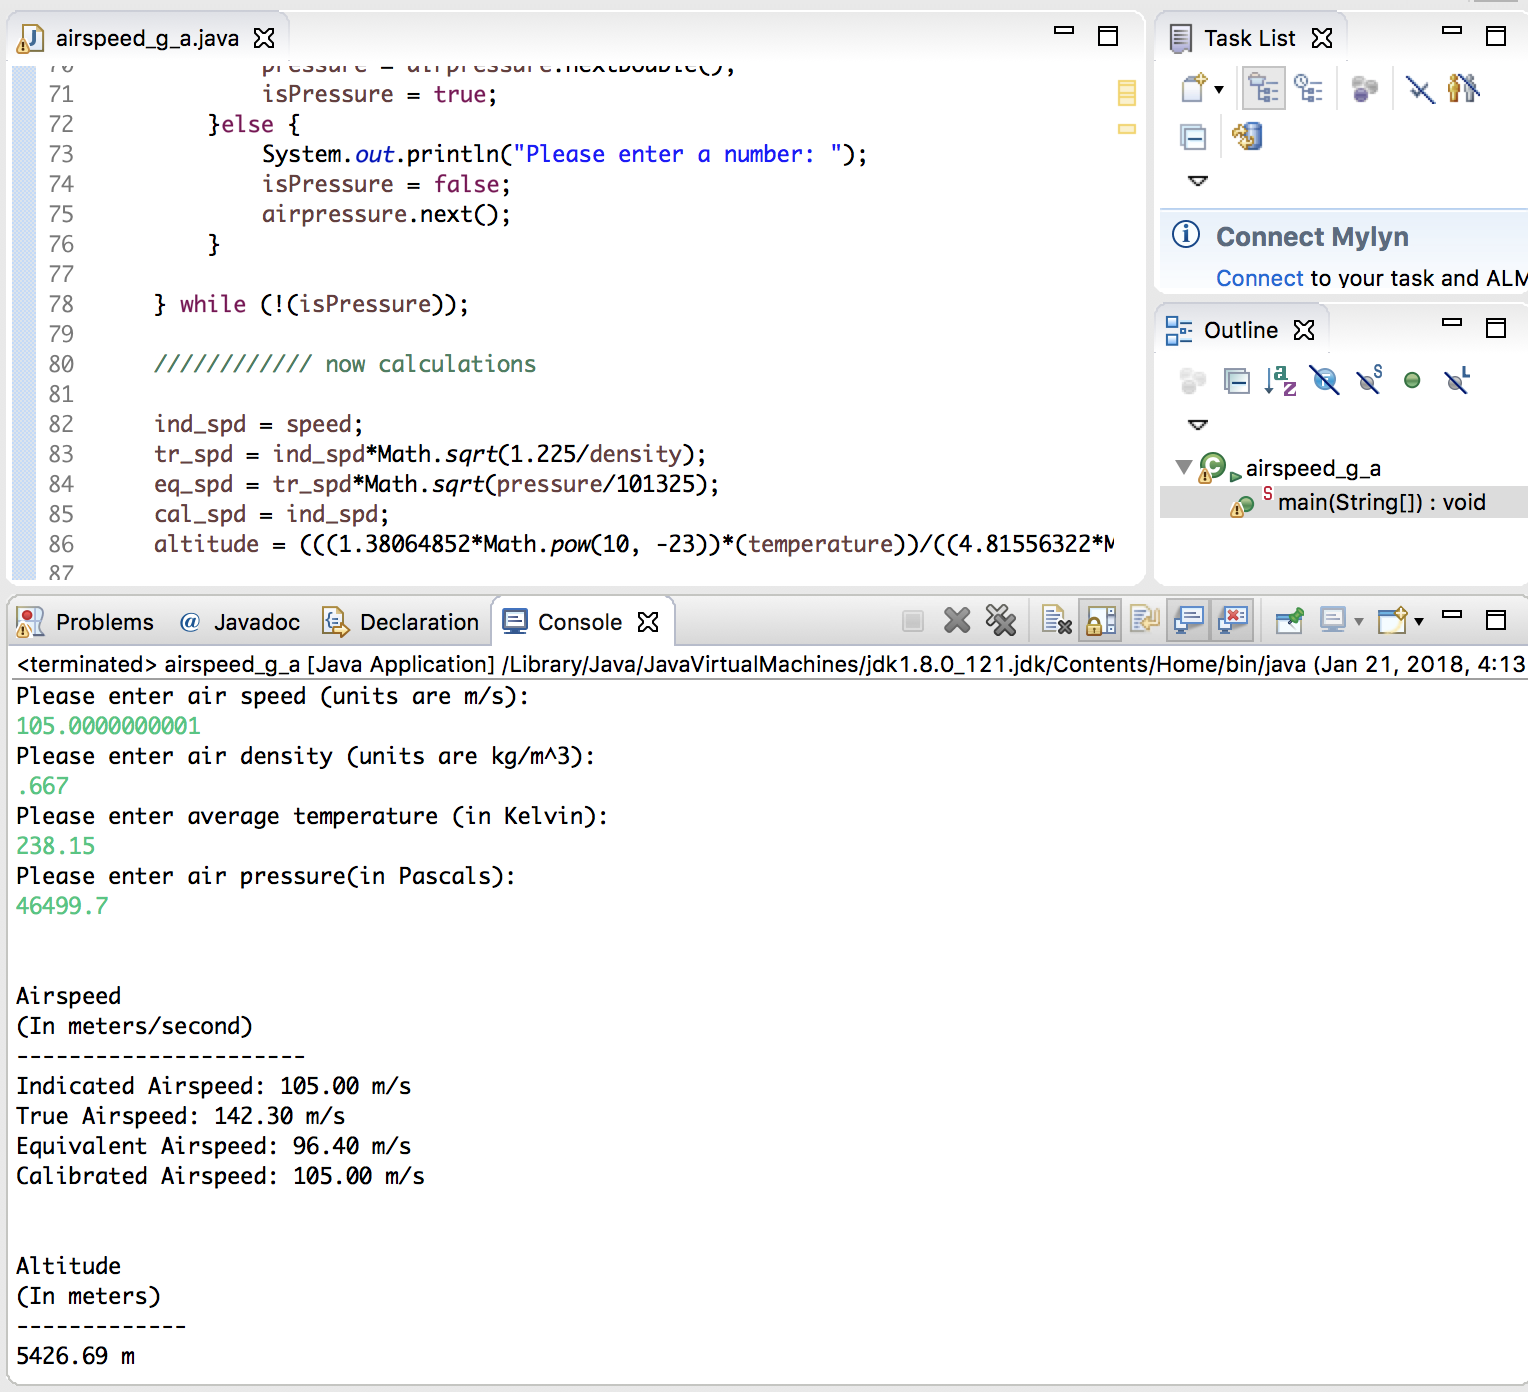 airspeed_g_a.java
70 pressure = airpressure.nextDouble();
71 isPressure = true;
72 }else {
73 System.out.println("Please enter a number: ");
74 isPressure = false;
75 airpressure.next();
76 }
77
78 } while (!(isPressure));
79
80 //////////// now calculations
81
82 ind_spd = speed;
83 tr_spd = ind_spd*Math.sqrt(1.225/density);
84 eq_spd = tr_spd*Math.sqrt(pressure/101325);
85 cal_spd = ind_spd;
86 altitude = (((1.38064852*Math.pow(10, -23))*(temperature))/((4.81556322*M
87
Task List
Connect Mylyn
Connect to your task and ALM
Outline
airspeed_g_a
main(String[]) : void
Problems @ Javadoc Declaration Console
<terminated> airspeed_g_a [Java Application] /Library/Java/JavaVirtualMachines/jdk1.8.0_121.jdk/Contents/Home/bin/java (Jan 21, 2018, 4:13
Please enter air speed (units are m/s):
105.0000000001
Please enter air density (units are kg/m^3):
.667
Please enter average temperature (in Kelvin):
238.15
Please enter air pressure(in Pascals):
46499.7
Airspeed
(In meters/second)
----------------------
Indicated Airspeed: 105.00 m/s
True Airspeed: 142.30 m/s
Equivalent Airspeed: 96.40 m/s
Calibrated Airspeed: 105.00 m/s
Altitude
(In meters)
-------------
5426.69 m